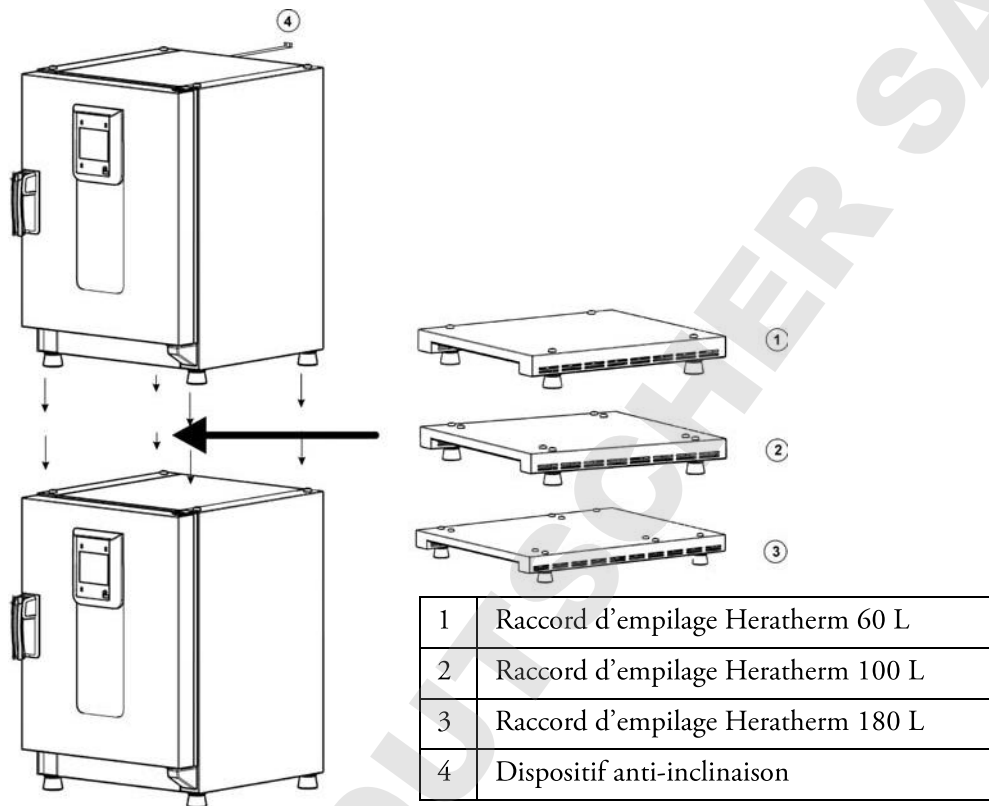 4
1
2
3
1 Raccord d’empilage Heratherm 60 L
2 Raccord d’empilage Heratherm 100 L
3 Raccord d’empilage Heratherm 180 L
4 Dispositif anti-inclinaison